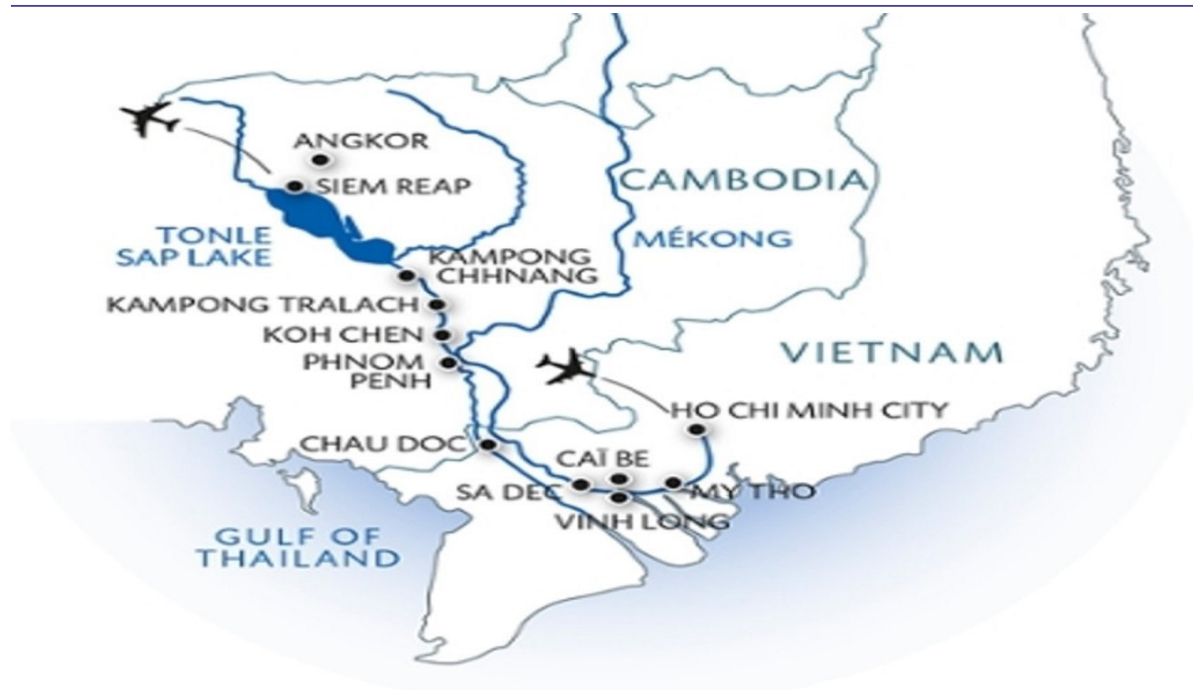 ANGKOR
SIEM REAP
CAMBODIA
TONLE
SAP LAKE
MÉKONG
KAMPONG
CHHNANG
KAMPONG TRALACH
KOH CHEN
PHNOM
PENH
VIETNAM
HO CHI MINH CITY
CHAU DOC
CAÏ BE
SA DEC
MY THO
VINH LONG
GULF OF
THAILAND